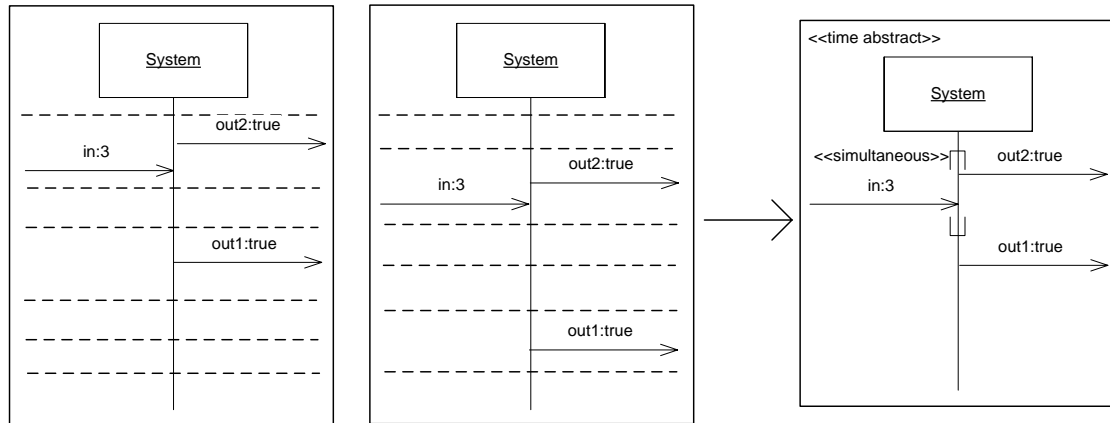 System
out2:true
in:3
out1:true
System
out2:true
in:3
out1:true
<<time abstract>>
System
<<simultaneous>>
out2:true
in:3
out1:true